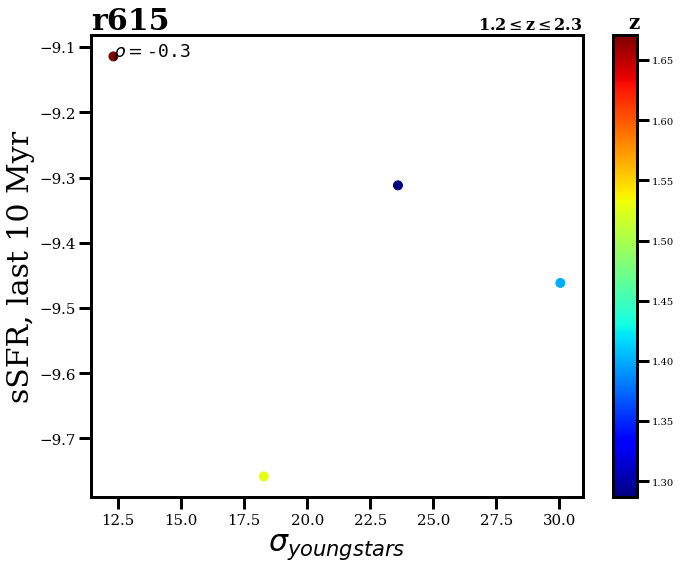 r615
1.2 ≤ z ≤ 2.3
z
ρ = -0.3
sSFR, last 10 Myr
−9.1
−9.2
−9.3
−9.4
−9.5
−9.6
−9.7
12.5 15.0 17.5 20.0 22.5 25.0 27.5 30.0
σyoungstars
1.65
1.60
1.55
1.50
1.45
1.40
1.35
1.30